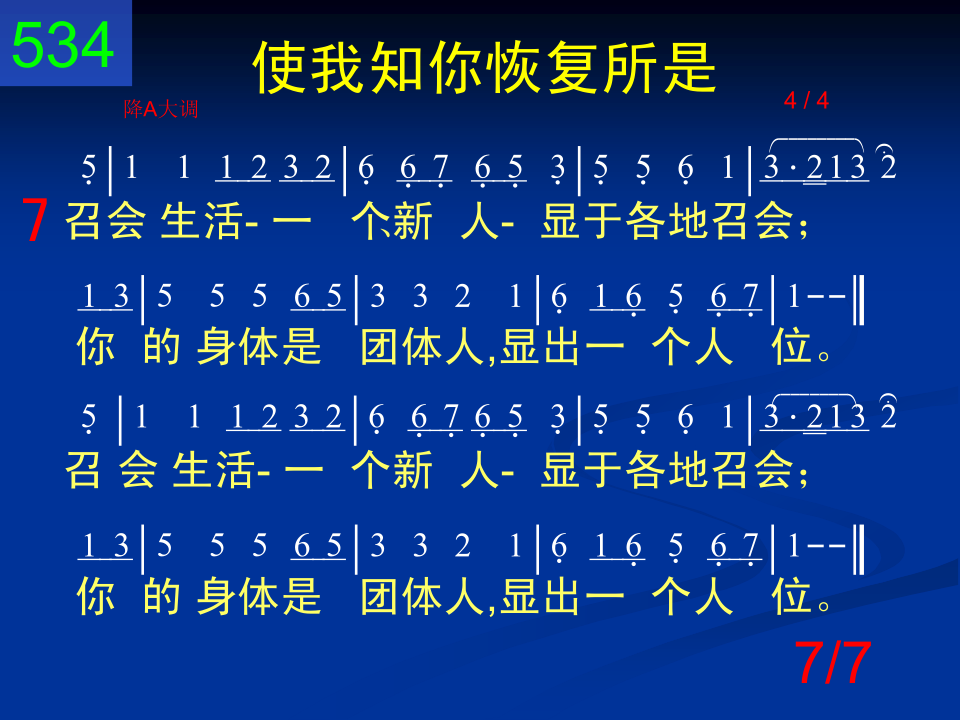 534
使我知你恢复所是
降A大调
4 / 4
5̣ | 1 1 1 2 3 2 | 6̣ 6̣ 7̣ 6̣ 5̣ 3̣ | 5̣ 5̣ 6̣ 1 | 3 · 2 1 3 2
7 召会 生活- 一 个、新 人- 显于各地召会；
1 3 | 5 5 5 6 5 | 3 3 2 1 | 6̣ 1 6̣ 5̣ 6̣ 7̣ | 1 – – ‖
你 的 身体是 团体人,显出一 个人 位。
5̣ | 1 1 1 2 3 2 | 6̣ 6̣ 7̣ 6̣ 5̣ 3̣ | 5̣ 5̣ 6̣ 1 | 3 · 2 1 3 2
召 会 生活- 一 个新 人- 显于各地召会；
1 3 | 5 5 5 6 5 | 3 3 2 1 | 6̣ 1 6̣ 5̣ 6̣ 7̣ | 1 – – ‖
你 的 身体是 团体人,显出一 个人 位。
7/7